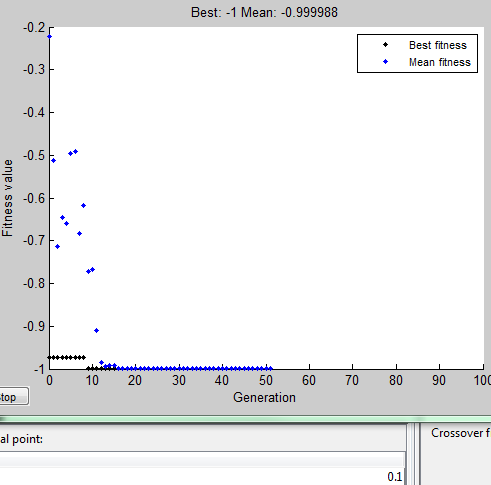 Best: -1 Mean: -0.999988
-0.2
Best fitness
Mean fitness
-0.3
-0.4
-0.5
-0.6
-0.7
-0.8
-0.9
-1
Fitness value
0 10 20 30 40 50 60 70 80 90 100
Generation
top
al point:
Crossover f
0.1